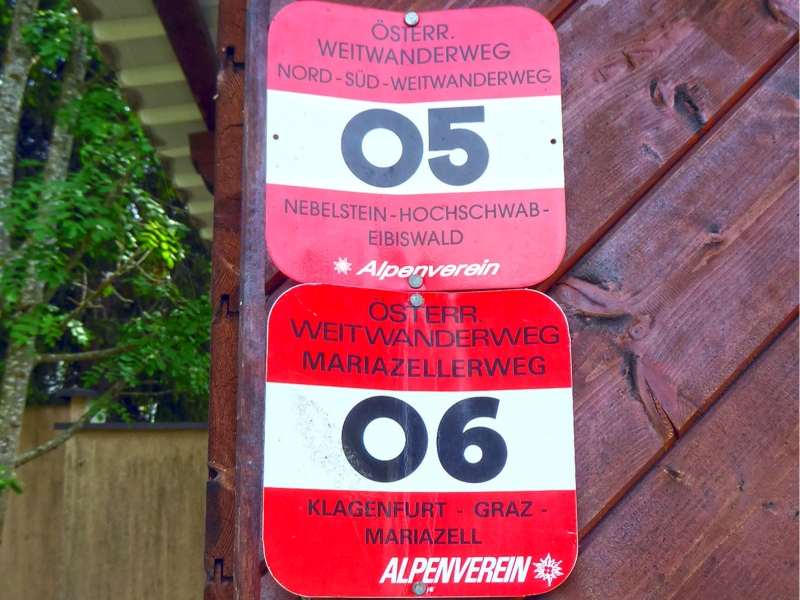 ÖSTERR.
WEITWANDERWEG
NORD-SÜD-WEITWANDERWEG
05
NEBELSTEIN-HOCHSCHWAB-
EIBISWALD
Alpenverein
ÖSTERR.
WEITWANDERWEG
MARIAZELLERWEG
06
KLAGENFURT - GRAZ -
MARIAZELL
ALPENVEREIN